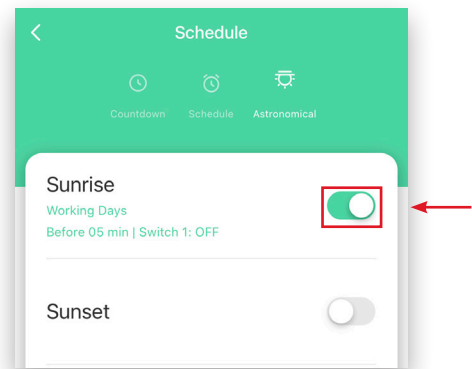 Schedule
Countdown Schedule Astronomical
Sunrise
Working Days
Before 05 min | Switch 1: OFF
Sunset